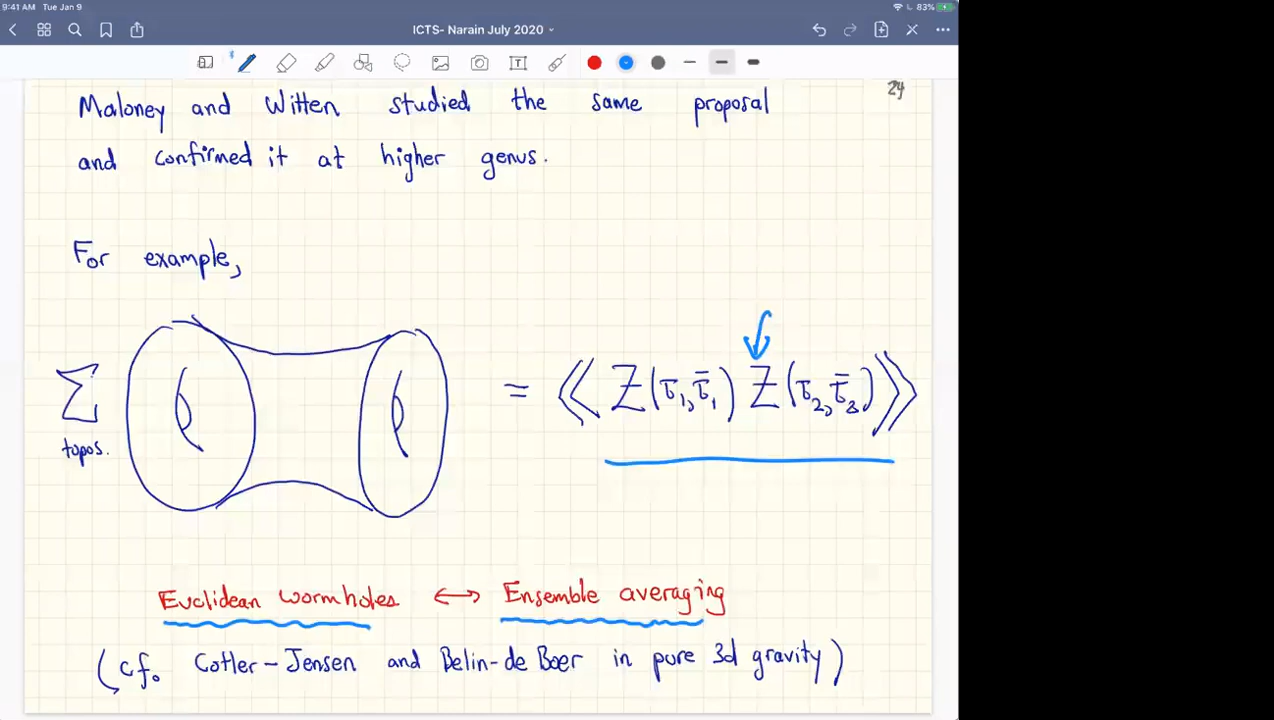 9:41 AM Tue Jan 9
83%
ICTS- Narain July 2020
24
Maloney and Witten studied the same proposal
and confirmed it at higher genus.
For example,
Σ topos. = ⟨⟨ Z(τ₁,τ̄₁) Z(τ₂,τ̄₂) ⟩⟩
Euclidean wormholes ⟷ Ensemble averaging
(cf. Cotler-Jensen and Belin-de Boer in pure 3d gravity)